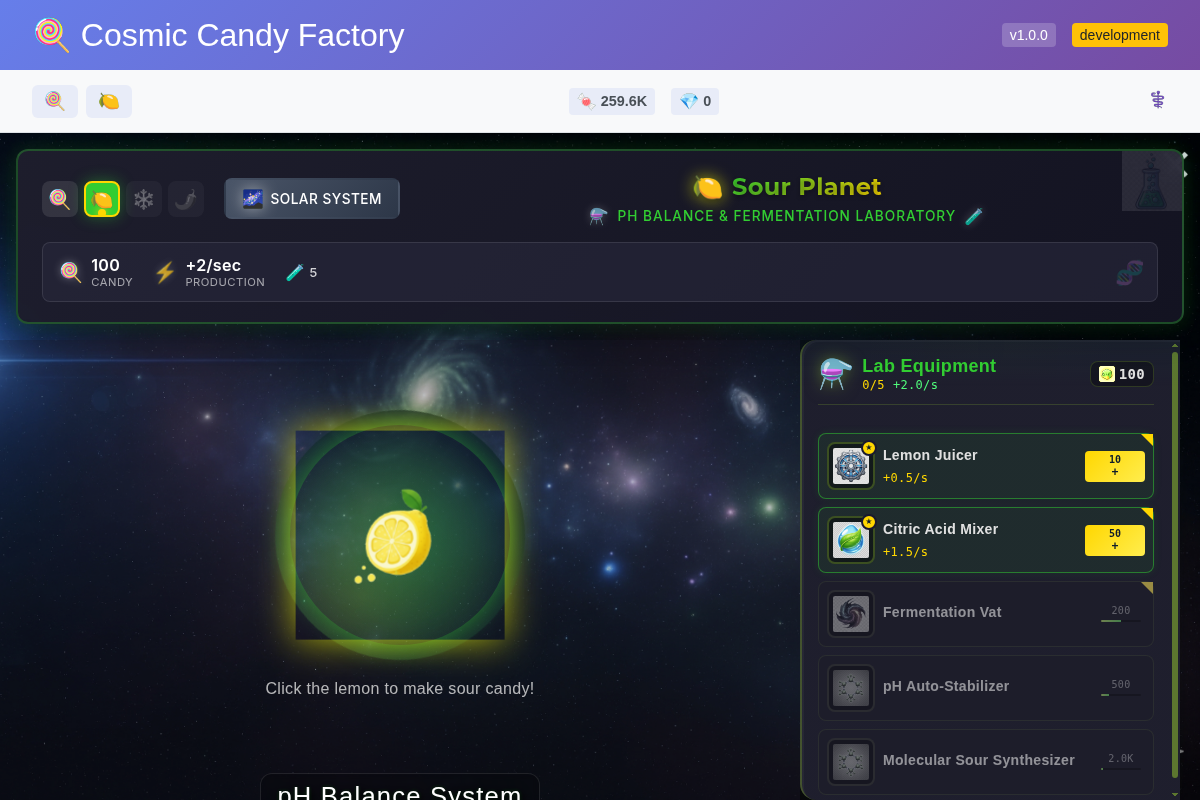 Cosmic Candy Factory
v1.0.0
development
259.6K
0
SOLAR SYSTEM
Sour Planet
PH BALANCE & FERMENTATION LABORATORY
100
CANDY
+2/sec
PRODUCTION
5
Click the lemon to make sour candy!
pH Balance System
Lab Equipment
0/5 +2.0/s
100
Lemon Juicer
+0.5/s
10
+
Citric Acid Mixer
+1.5/s
50
+
Fermentation Vat
200
pH Auto-Stabilizer
500
Molecular Sour Synthesizer
2.0K